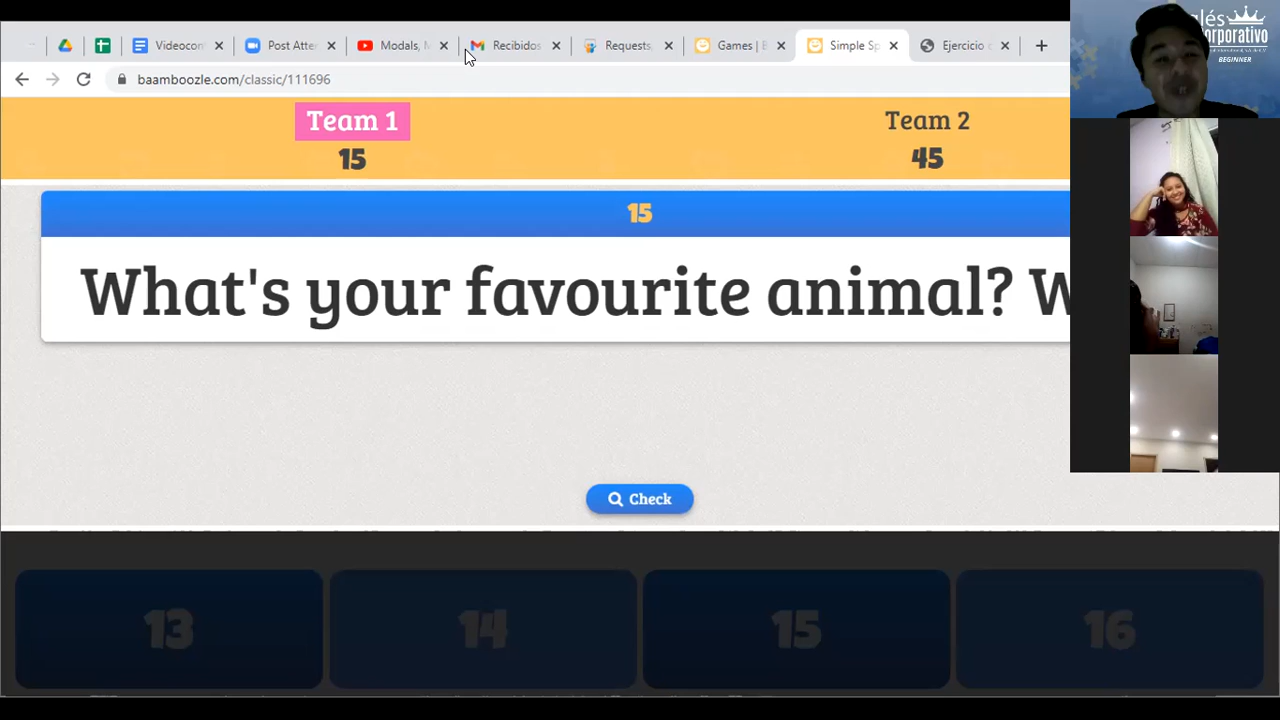 Videocon
Post Atte
Modals, M
Recibidos
Requests,
Games | B
Simple Sp
Ejercicio
baamboozle.com/classic/111696
orporativo
BEGINNER
Team 1
Team 2
15
45
15
What's your favourite animal? W
Check
13
14
15
16